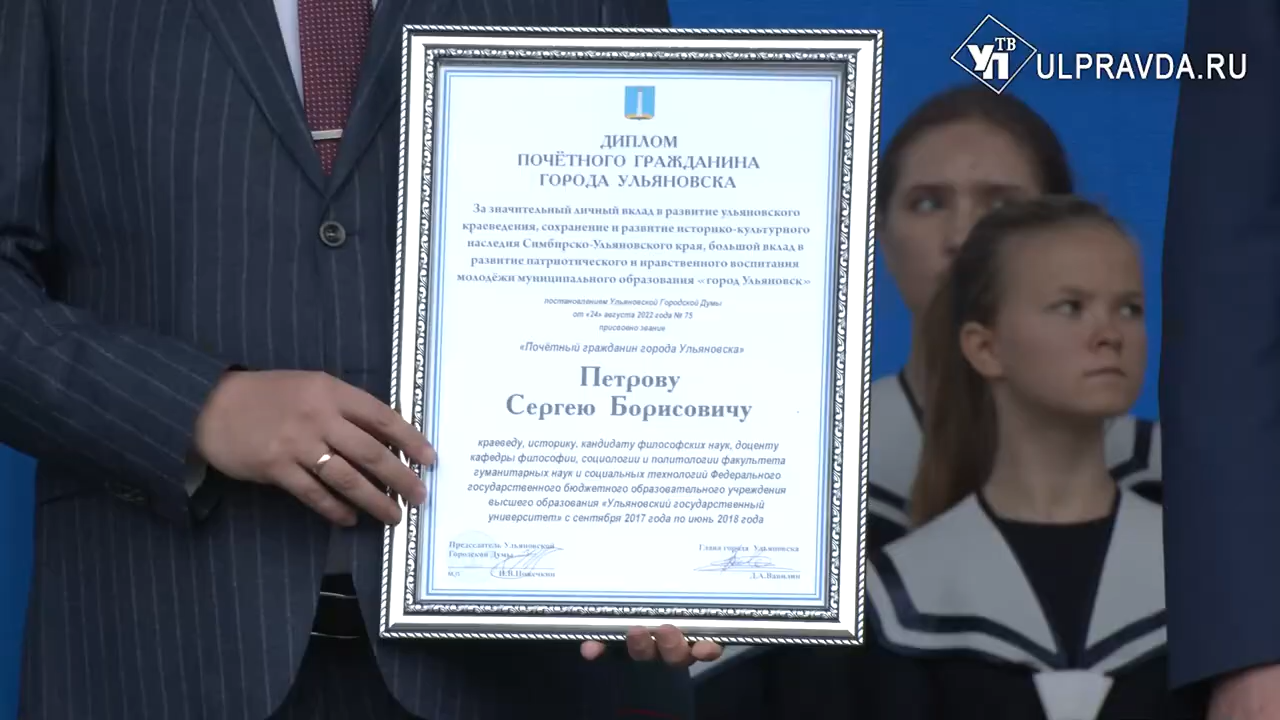 УП ТВ ULPRAVDA.RU
ДИПЛОМ
ПОЧЁТНОГО ГРАЖДАНИНА
ГОРОДА УЛЬЯНОВСКА
За значительный личный вклад в развитие ульяновского
краеведения, сохранение и развитие историко-культурного
наследия Симбирско-Ульяновского края, большой вклад в
развитие патриотического и нравственного воспитания
молодёжи муниципального образования «город Ульяновск»
постановлением Ульяновской Городской Думы
от «24» августа 2022 года № 75
присвоено звание
«Почётный гражданин города Ульяновска»
Петрову
Сергею Борисовичу
краеведу, историку, кандидату философских наук, доценту
кафедры философии, социологии и политологии факультета
гуманитарных наук и социальных технологий Федерального
государственного бюджетного образовательного учреждения
высшего образования «Ульяновский государственный
университет» с сентября 2017 года по июнь 2018 года
Председатель Ульяновской
Городской Думы
Глава города Ульяновска
Д.А.Вавилин